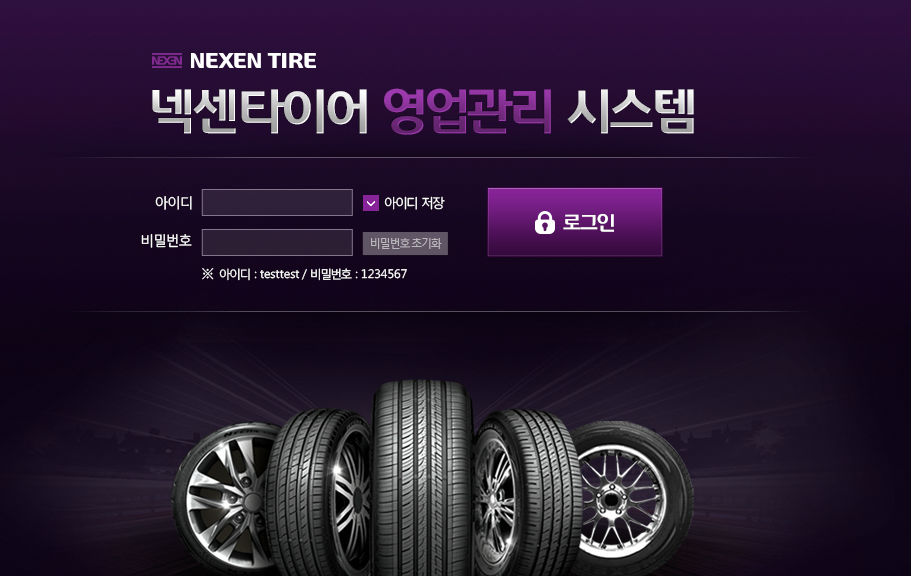 NEXEN NEXEN TIRE
넥센타이어 영업관리 시스템
아이디
아이디 저장
비밀번호
비밀번호 초기화
로그인
※ 아이디 : testtest / 비밀번호 : 1234567